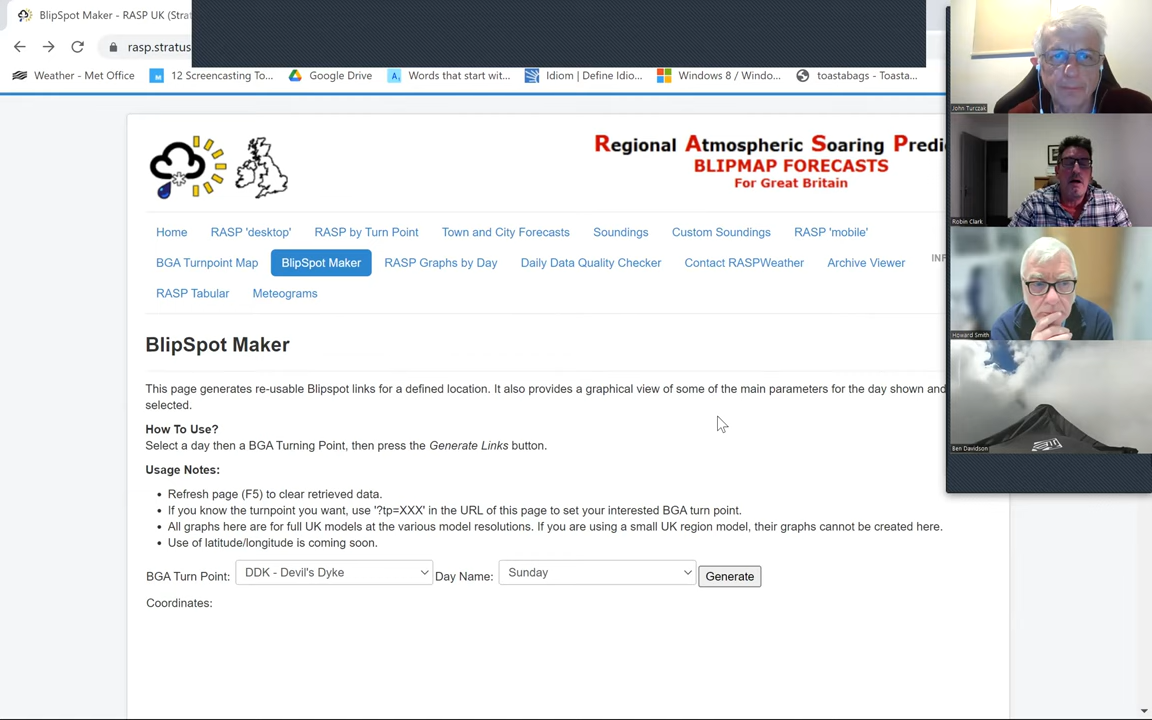 BlipSpot Maker - RASP UK (Strat
rasp.stratus
Weather - Met Office 12 Screencasting To... Google Drive Words that start wit... Idiom | Define Idio... Windows 8 / Windo... toastabags - Toasta...
John Turczak
Robin Clark
Howard Smith
Ben Davidson
Regional Atmospheric Soaring Predi
BLIPMAP FORECASTS
For Great Britain
Home RASP 'desktop' RASP by Turn Point Town and City Forecasts Soundings Custom Soundings RASP 'mobile'
BGA Turnpoint Map BlipSpot Maker RASP Graphs by Day Daily Data Quality Checker Contact RASPWeather Archive Viewer INF
RASP Tabular Meteograms
BlipSpot Maker
This page generates re-usable Blipspot links for a defined location. It also provides a graphical view of some of the main parameters for the day shown and
selected.
How To Use?
Select a day then a BGA Turning Point, then press the Generate Links button.
Usage Notes:
• Refresh page (F5) to clear retrieved data.
• If you know the turnpoint you want, use '?tp=XXX' in the URL of this page to set your interested BGA turn point.
• All graphs here are for full UK models at the various model resolutions. If you are using a small UK region model, their graphs cannot be created here.
• Use of latitude/longitude is coming soon.
BGA Turn Point: DDK - Devil's Dyke Day Name: Sunday Generate
Coordinates: